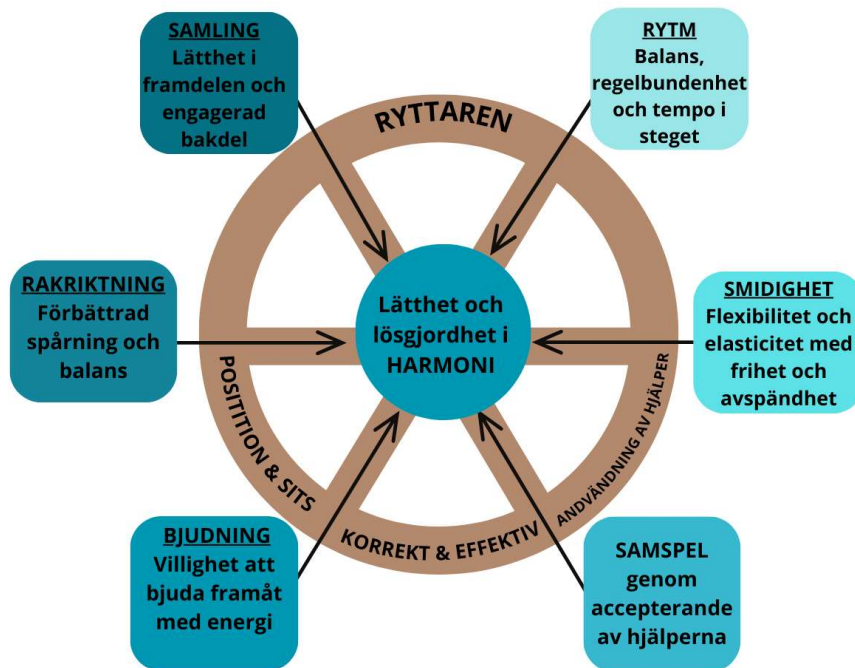 SAMLING
Lätthet i
framdelen och
engagerad
bakdel
RYTM
Balans,
regelbundenhet
och tempo i
steget
RYTTAREN
RAKRIKTNING
Förbättrad
spårning och
balans
Lätthet och
lösgjordhet i
HARMONI
SMIDIGHET
Flexibilitet och
elasticitet med
frihet och
avspändhet
POSITITION & SITS
KORREKT & EFFEKTIV
ANDVÄNDNING AV HJÄLPER
BJUDNING
Villighet att
bjuda framåt
med energi
SAMSPEL
genom
accepterande
av hjälperna